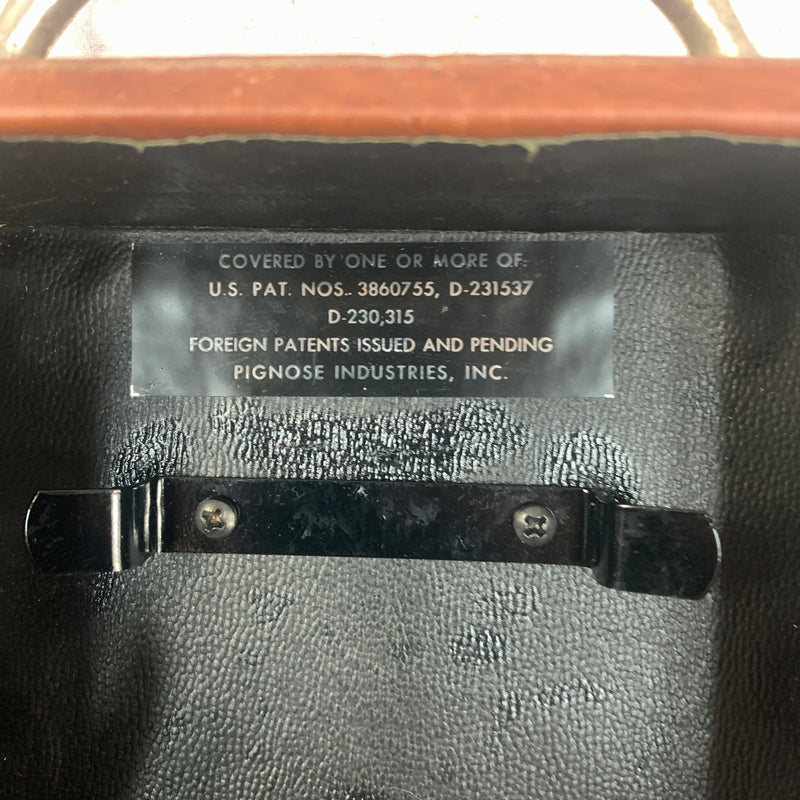 COVERED BY ONE OR MORE OF:
U.S. PAT. NOS. 3860755, D-231537
D-230,315
FOREIGN PATENTS ISSUED AND PENDING
PIGNOSE INDUSTRIES, INC.